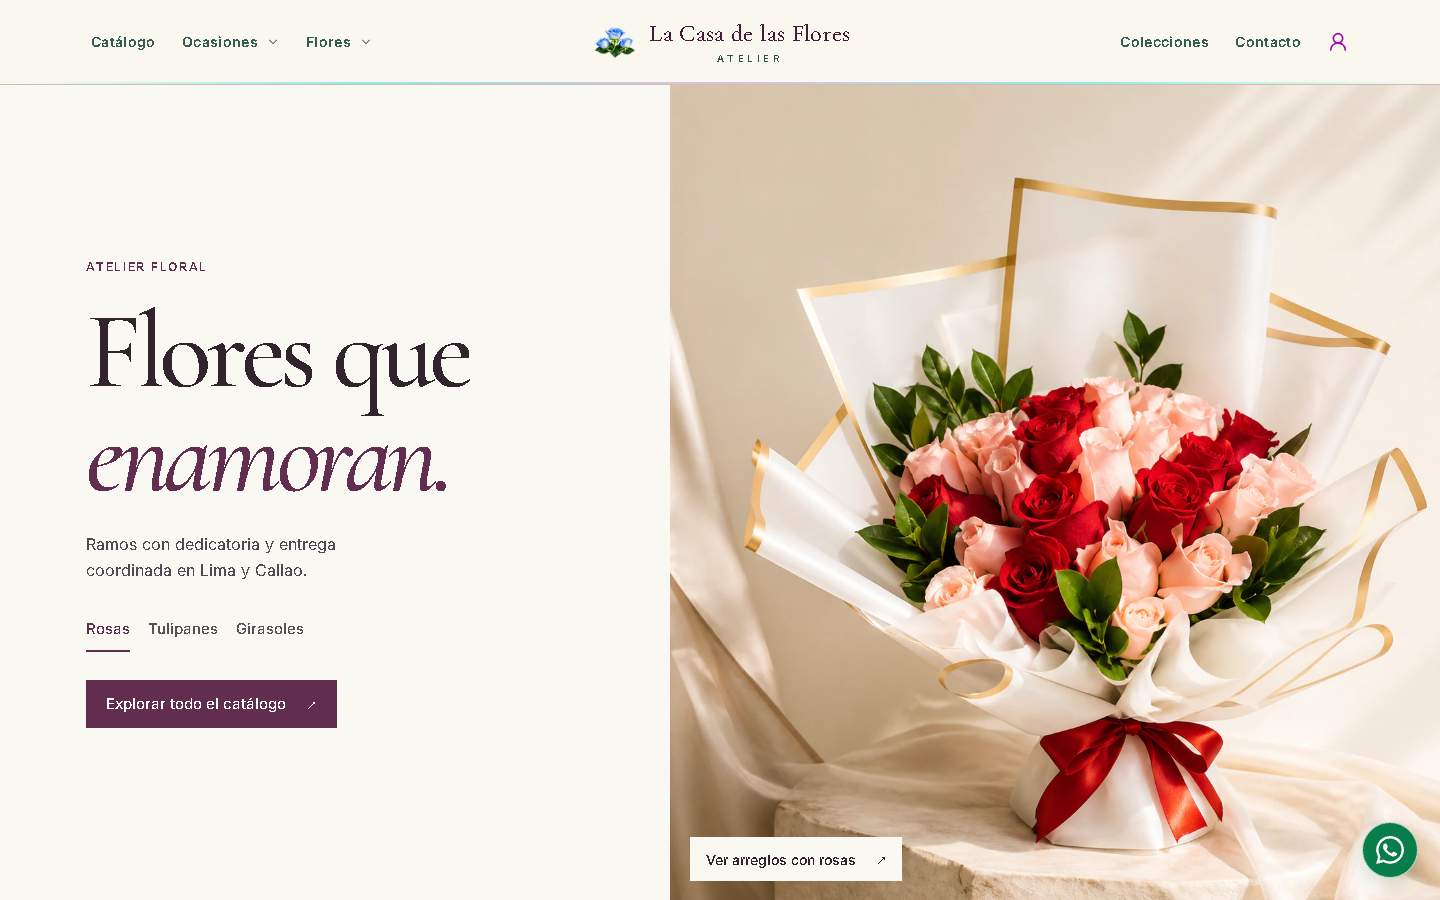 Catálogo
Ocasiones
Flores
La Casa de las Flores
ATELIER
Colecciones
Contacto
ATELIER FLORAL
Flores que
enamoran.
Ramos con dedicatoria y entrega
coordinada en Lima y Callao.
Rosas
Tulipanes
Girasoles
Explorar todo el catálogo ↗
Ver arreglos con rosas ↗